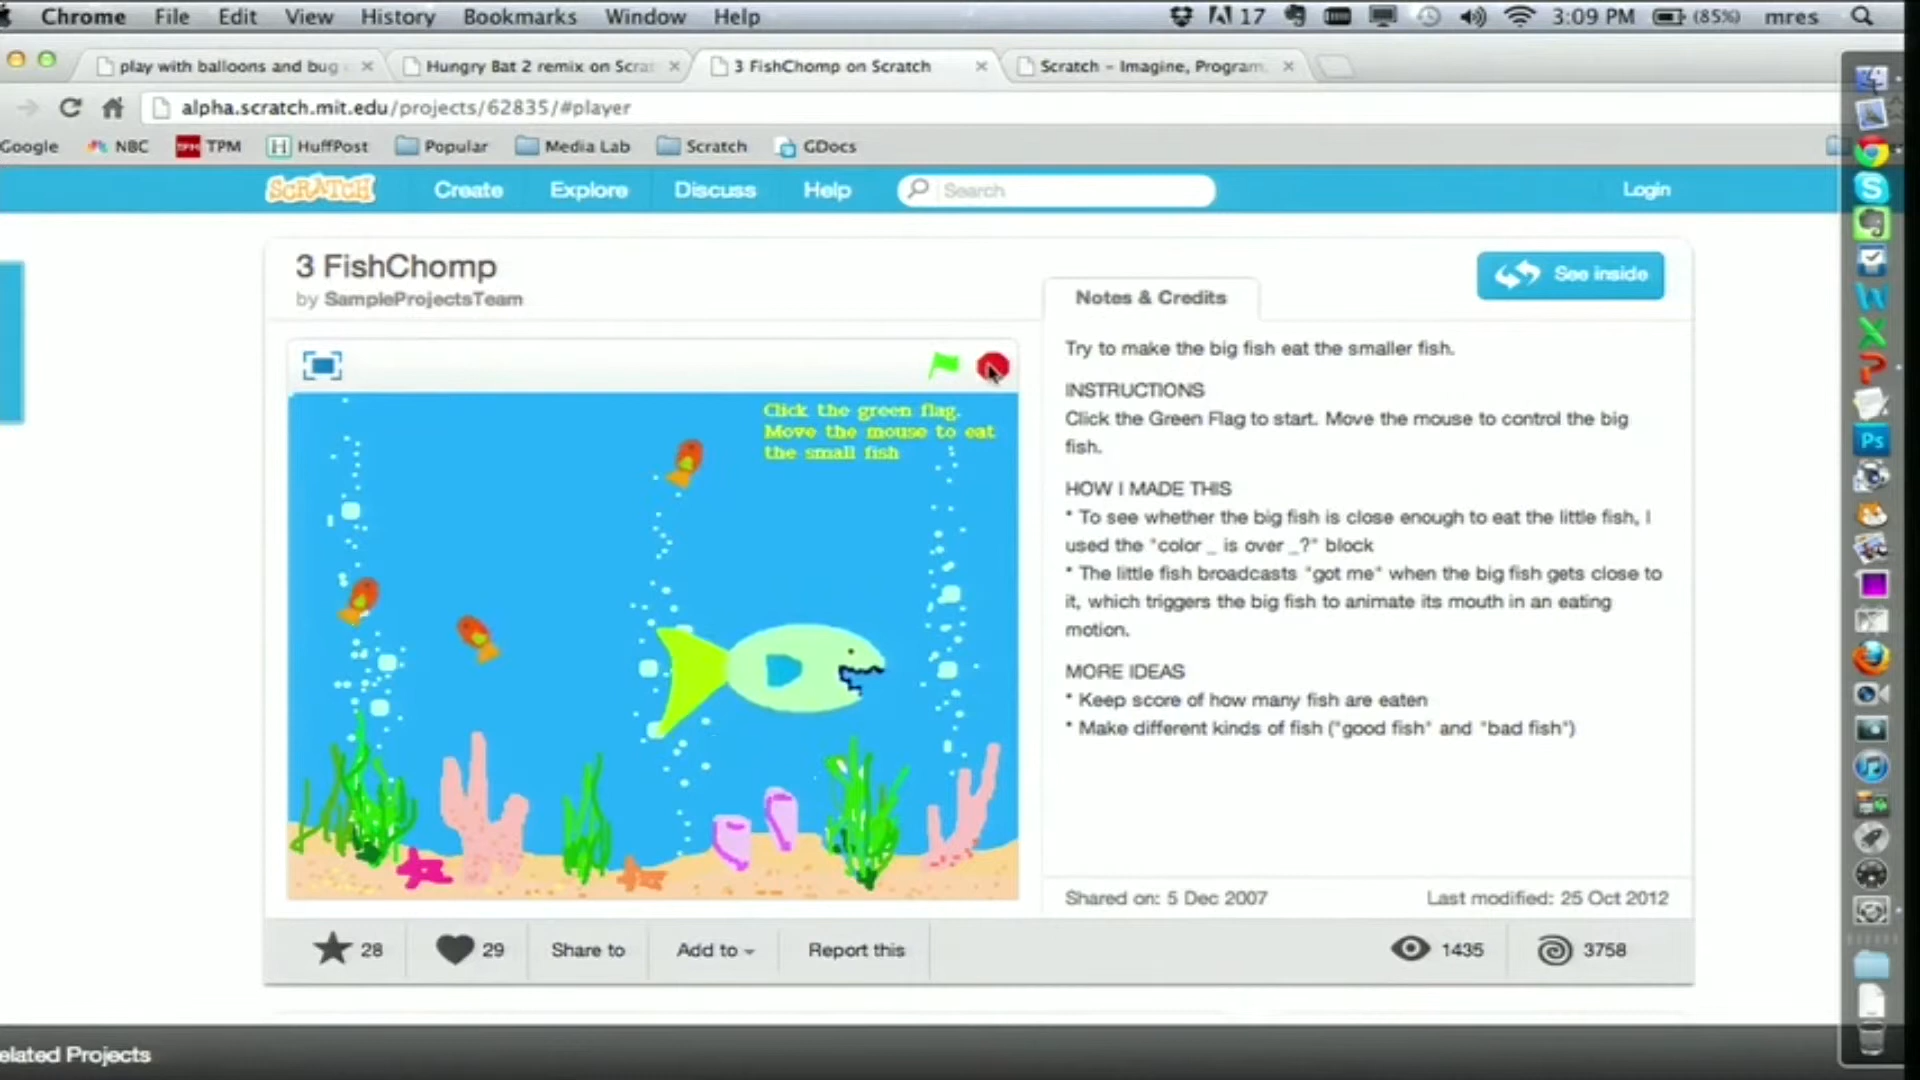 Chrome File Edit View History Bookmarks Window Help 17 3:09 PM (85%) mres
play with balloons and bug
Hungry Bat 2 remix on Scrat
3 FishChomp on Scratch
Scratch – Imagine, Program,
alpha.scratch.mit.edu/projects/62835/#player
Google NBC TPM HuffPost Popular Media Lab Scratch GDocs
SCRATCH Create Explore Discuss Help Search Login
3 FishChomp
by SampleProjectsTeam
See inside
Notes & Credits
Click the green flag.
Move the mouse to eat
the small fish
Try to make the big fish eat the smaller fish.
INSTRUCTIONS
Click the Green Flag to start. Move the mouse to control the big
fish.
HOW I MADE THIS
* To see whether the big fish is close enough to eat the little fish, I
used the "color _ is over _?" block
* The little fish broadcasts "got me" when the big fish gets close to
it, which triggers the big fish to animate its mouth in an eating
motion.
MORE IDEAS
* Keep score of how many fish are eaten
* Make different kinds of fish ("good fish" and "bad fish")
Shared on: 5 Dec 2007 Last modified: 25 Oct 2012
28 29 Share to Add to Report this 1435 3758
elated Projects
Ps